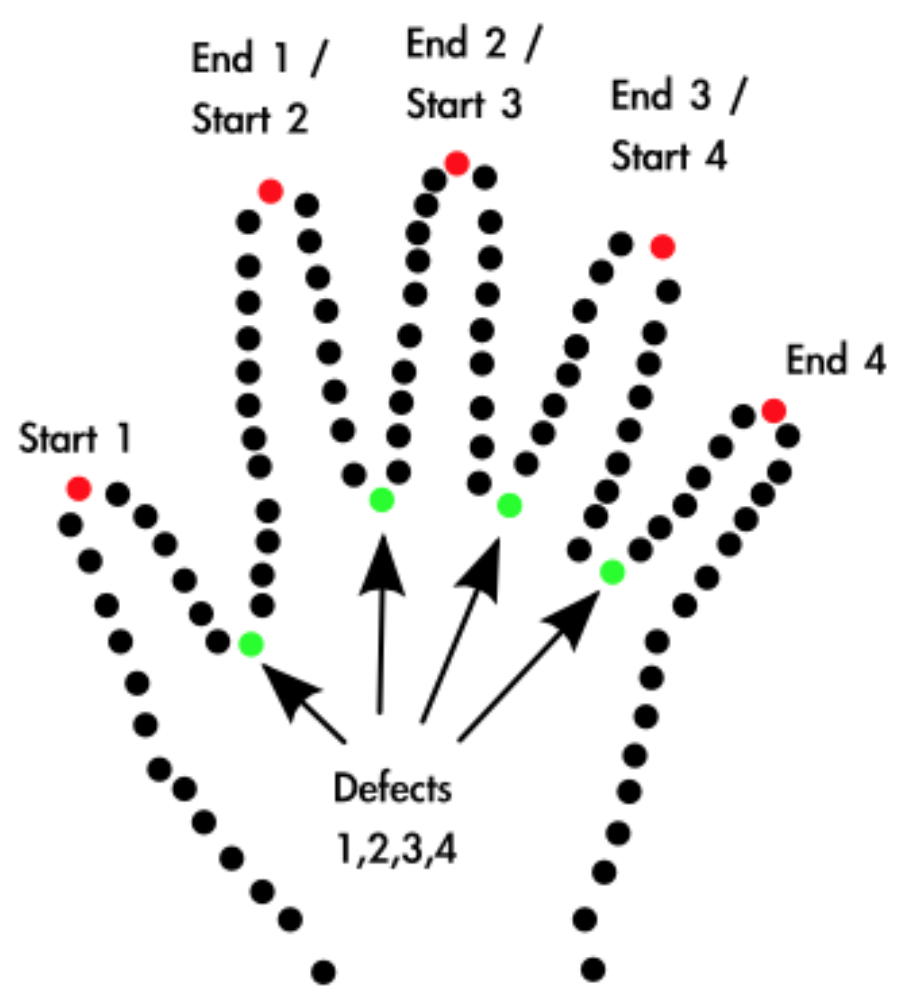 End 1 /
Start 2
End 2 /
Start 3
End 3 /
Start 4
End 4
Start 1
Defects
1,2,3,4